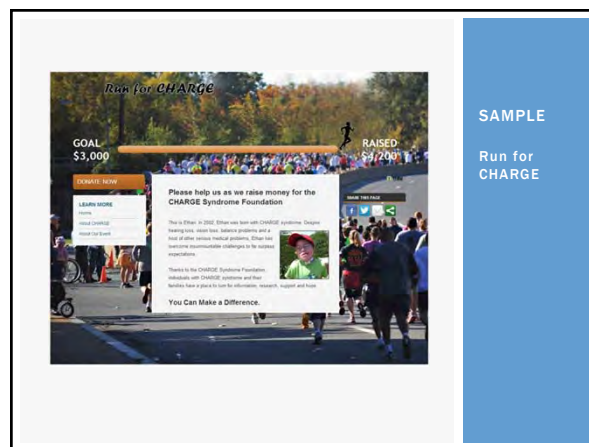 Run for CHARGE
GOAL
$3,000
RAISED
$4,200
DONATE NOW
LEARN MORE
Home
About CHARGE
About Our Event
Please help us as we raise money for the
CHARGE Syndrome Foundation
This is Ethan. In 2002, Ethan was born with CHARGE syndrome. Despite
hearing loss, vision loss, balance problems and a
host of other serious medical problems, Ethan has
overcome insurmountable challenges to far surpass
expectations.
Thanks to the CHARGE Syndrome Foundation,
individuals with CHARGE syndrome and their
families have a place to turn for information, research, support and hope.
You Can Make a Difference.
SHARE THIS PAGE
SAMPLE
Run for
CHARGE